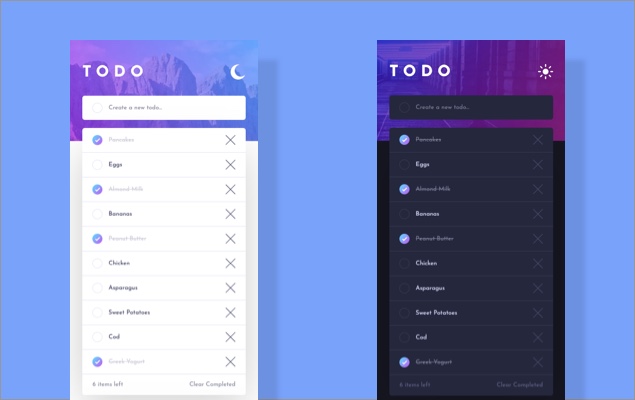 TODO
Create a new todo...
Pancakes
Eggs
Almond Milk
Bananas
Peanut Butter
Chicken
Asparagus
Sweet Potatoes
Cod
Greek Yogurt
6 items left Clear Completed
TODO
Create a new todo...
Pancakes
Eggs
Almond Milk
Bananas
Peanut Butter
Chicken
Asparagus
Sweet Potatoes
Cod
Greek Yogurt
6 items left Clear Completed